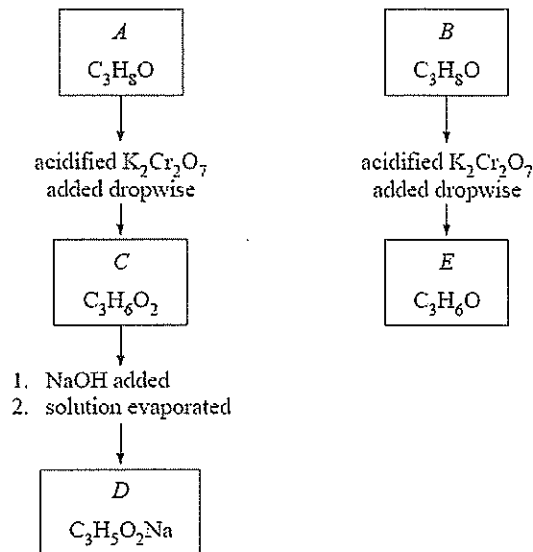 A
C₃H₈O
acidified K₂Cr₂O₇
added dropwise
C
C₃H₆O₂
1. NaOH added
2. solution evaporated
D
C₃H₅O₂Na
B
C₃H₈O
acidified K₂Cr₂O₇
added dropwise
E
C₃H₆O